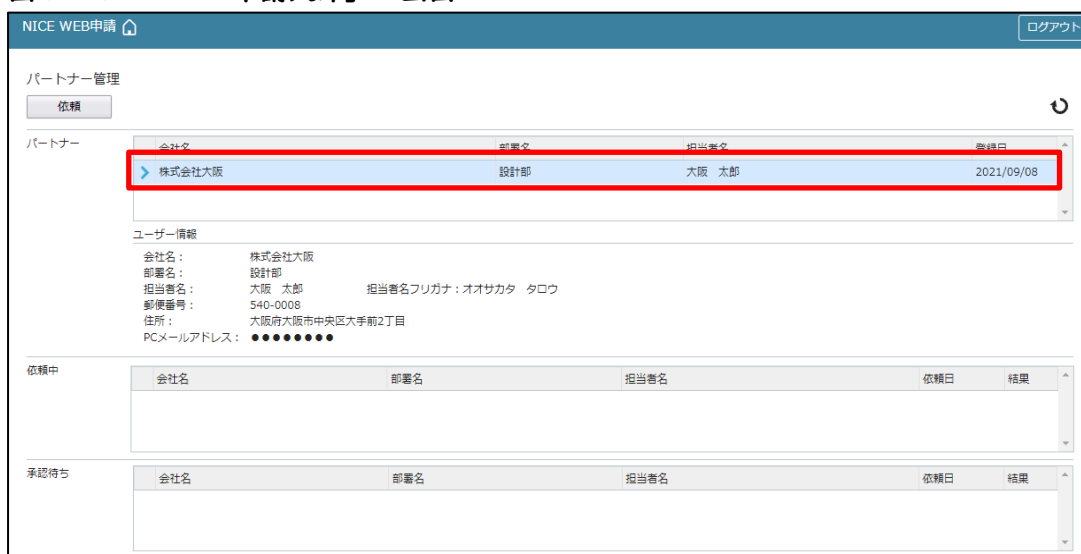 NICE WEB申請 ログアウト
パートナー管理
依頼
パートナー 会社名 部署名 担当者名 登録日
株式会社大阪 設計部 大阪 太郎 2021/09/08
ユーザー情報
会社名： 株式会社大阪
部署名： 設計部
担当者名： 大阪 太郎 担当者名フリガナ：オオサカタ タロウ
郵便番号： 540-0008
住所： 大阪府大阪市中央区大手前2丁目
PCメールアドレス： ●●●●●●●●
依頼中 会社名 部署名 担当者名 依頼日 結果
承認待ち 会社名 部署名 担当者名 依頼日 結果